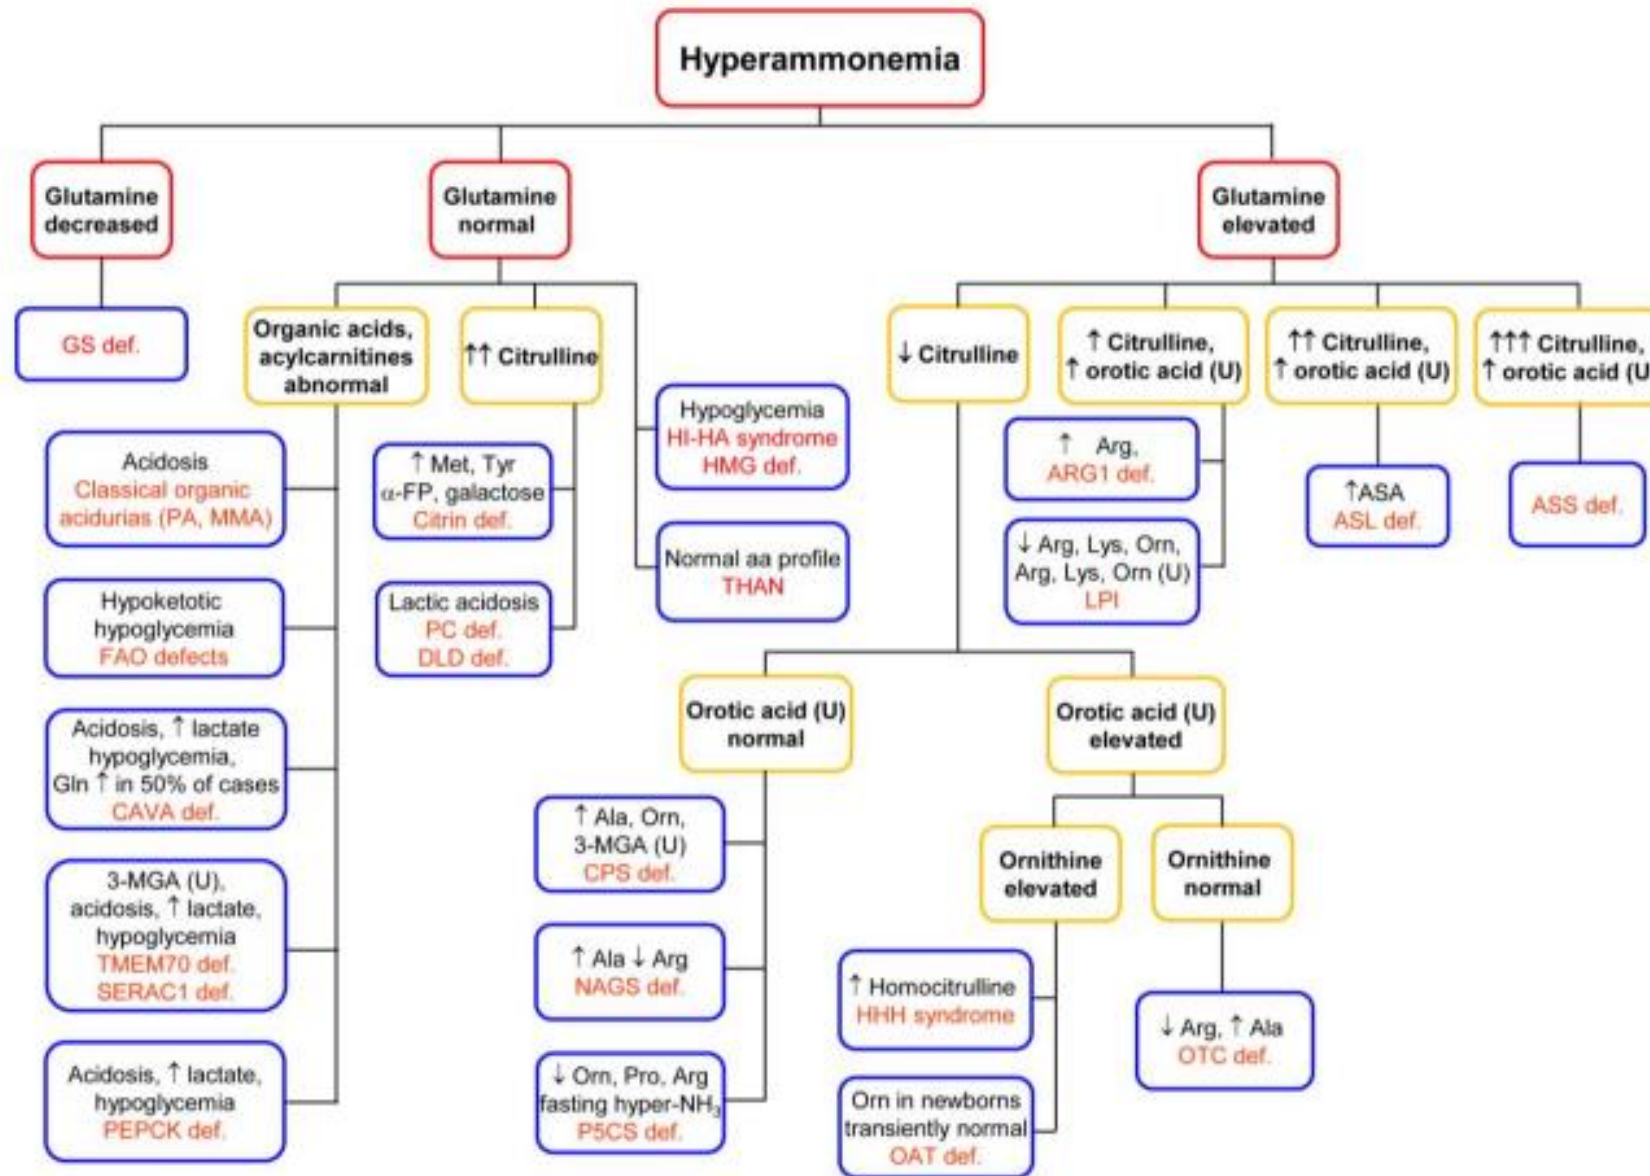 Hyperammonemia
Glutamine
decreased
Glutamine
normal
Glutamine
elevated
GS def.
Organic acids,
acylcarnitines
abnormal
↑↑ Citrulline
↓ Citrulline
↑ Citrulline,
↑ orotic acid (U)
↑↑ Citrulline,
↑ orotic acid (U)
↑↑↑ Citrulline,
↑ orotic acid (U
Acidosis
Classical organic
acidurias (PA, MMA)
Hypoketotic
hypoglycemia
FAO defects
Acidosis, ↑ lactate
hypoglycemia,
Gln ↑ in 50% of cases
CAVA def.
3-MGA (U),
acidosis, ↑ lactate,
hypoglycemia
TMEM70 def.
SERAC1 def.
Acidosis, ↑ lactate,
hypoglycemia
PEPCK def.
↑ Met, Tyr
α-FP, galactose
Citrin def.
Lactic acidosis
PC def.
DLD def.
Hypoglycemia
HI-HA syndrome
HMG def.
Normal aa profile
THAN
↑ Arg,
ARG1 def.
↓ Arg, Lys, Orn,
Arg, Lys, Orn (U)
LPI
↑ASA
ASL def.
ASS def.
Orotic acid (U)
normal
Orotic acid (U)
elevated
↑ Ala, Orn,
3-MGA (U)
CPS def.
↑ Ala ↓ Arg
NAGS def.
↓ Orn, Pro, Arg
fasting hyper-NH₃
P5CS def.
Ornithine
elevated
Ornithine
normal
↑ Homocitrulline
HHH syndrome
Orn in newborns
transiently normal
OAT def.
↓ Arg, ↑ Ala
OTC def.